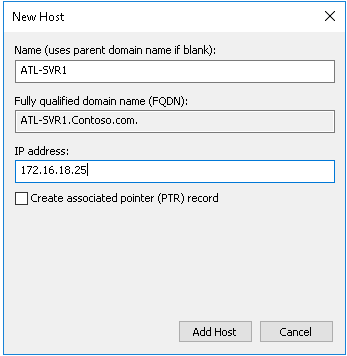 New Host
Name (uses parent domain name if blank):
ATL-SVR1
Fully qualified domain name (FQDN):
ATL-SVR1.Contoso.com.
IP address:
172.16.18.25
Create associated pointer (PTR) record
Add Host
Cancel